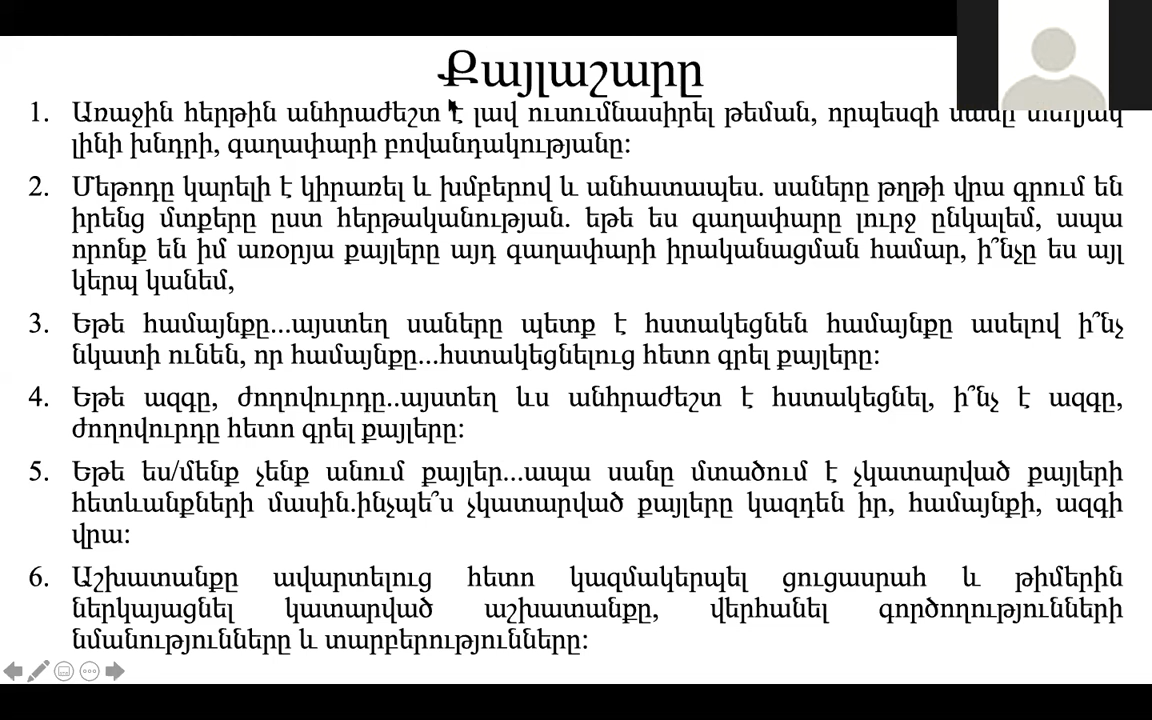 Քայլաշարը
1. Առաջին հերթին անհրաժեշտ է լավ ուսումնասիրել թեման, որպեսզի
լինի խնդրի, գաղափարի բովանդակությանը:
2. Մեթոդը կարելի է կիրառել և խմբերով և անհատապես. սաները թղթի վրա գրում են
իրենց մտքերը ըստ հերթականության. եթե ես գաղափարը լուրջ ընկալեմ, ապա
որոնք են իմ առօրյա քայլերը այդ գաղափարի իրականացման համար, ի՞նչը ես այլ
կերպ կանեմ,
3. Եթե համայնքը...այստեղ սաները պետք է հստակեցնեն համայնքը ասելով ի՞նչ
նկատի ունեն, որ համայնքը...հստակեցնելուց հետո գրել քայլերը:
4. Եթե ազգը, ժողովուրդը..այստեղ ևս անհրաժեշտ է հստակեցնել, ի՞նչ է ազգը,
ժողովուրդը հետո գրել քայլերը:
5. Եթե ես/մենք չենք անում քայլեր...ապա սանը մտածում է չկատարված քայլերի
հետևանքների մասին.ինչպե՞ս չկատարված քայլերը կազդեն իր, համայնքի, ազգի
վրա:
6. Աշխատանքը ավարտելուց հետո կազմակերպել ցուցասրահ և թիմերին
ներկայացնել կատարված աշխատանքը, վերհանել գործողությունների
նմանությունները և տարբերությունները: